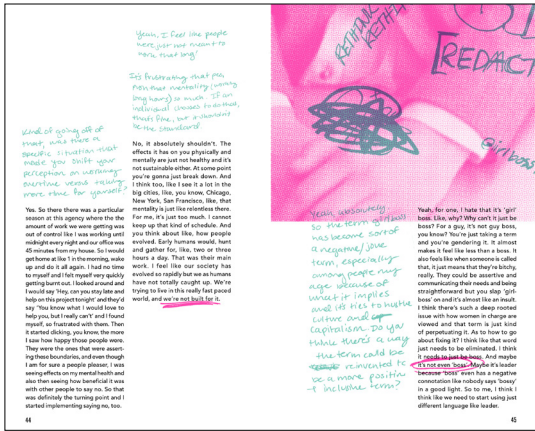 Yeah, I feel like people
were just not meant to
work that long!
It's frustrating that people
push that mentality (working
long hours) so much. If an
individual chooses to do that,
that's fine, but it shouldn't
be the standard.
Kind of going off of
that, was there a
specific situation that
made you shift your
perception on working
overtime versus taking
more time for yourself?
No, it absolutely shouldn't. The
effects it has on you physically and
mentally are just not healthy and it's
not sustainable either. At some point
you're gonna just break down. And
I think too, like I see it a lot in the
big cities, like, you know, Chicago,
New York, San Francisco, like, that
mentality is just like relentless there.
For me, it's just too much. I cannot
keep up that kind of schedule. And
you think about like, how people
evolved. Early humans would, hunt
and gather for, like, two or three
hours a day. That was their main
work. I feel like our society has
evolved so rapidly but we as humans
have not totally caught up. We're
trying to live in this really fast paced
world, and we're not built for it.
Yes. So there was a particular
season at this agency where the the
amount of work we were getting was
out of control like I was working until
midnight every night and our office was
45 minutes from my house. So I would
get home at like 1 in the morning, wake
up and do it all again. I had no time
to myself and I felt myself very quickly
getting burnt out. I looked around and
I would say 'Hey, can you stay late and
help on this project tonight' and they'd
say 'You know what I would love to
help you, but I really can't' and I found
myself, so frustrated with them. Then
it started clicking, you know, the more
I saw how happy those people were.
They were the ones that were assert-
ing these boundaries, and even though
I am for sure a people pleaser, I was
seeing effects on my mental health and
also then seeing how beneficial it was
with other people to say no. So that
was definitely the turning point and I
started implementing saying no, too.
44
RETHINK
RETHI
[REDACT
Girlboss
Yeah, absolutely.
So the term girlboss
has become sort of
a negative/joke
term, especially
among people my
age because of
what it implies
and it's ties to hustle
culture and
capitalism. Do you
think there's a way
the term could be
reinvented to
be a more positive
+ inclusive term?
Yeah, for one, I hate that it's 'girl'
boss. Like, why? Why can't it just be
boss? For a guy, it's not guy boss,
you know? You're just taking a term
and you're gendering it. It almost
makes it feel like less than a boss. It
also feels like when someone is called
that, it just means that they're bitchy,
really. They could be assertive and
communicating their needs and being
straightforward but you slap 'girl-
boss' on and it's almost like an insult.
I think there's such a deep rooted
issue with how women in charge are
viewed and that term is just kind
of perpetuating it. As to how to go
about fixing it? I think like that word
just needs to be eliminated. I think
it needs to just be boss. And maybe
it's not even 'boss'. Maybe it's leader
because 'boss' even has a negative
connotation like nobody says 'bossy'
in a good light. So to me, I think I
think like we need to start using just
different language like leader.
45